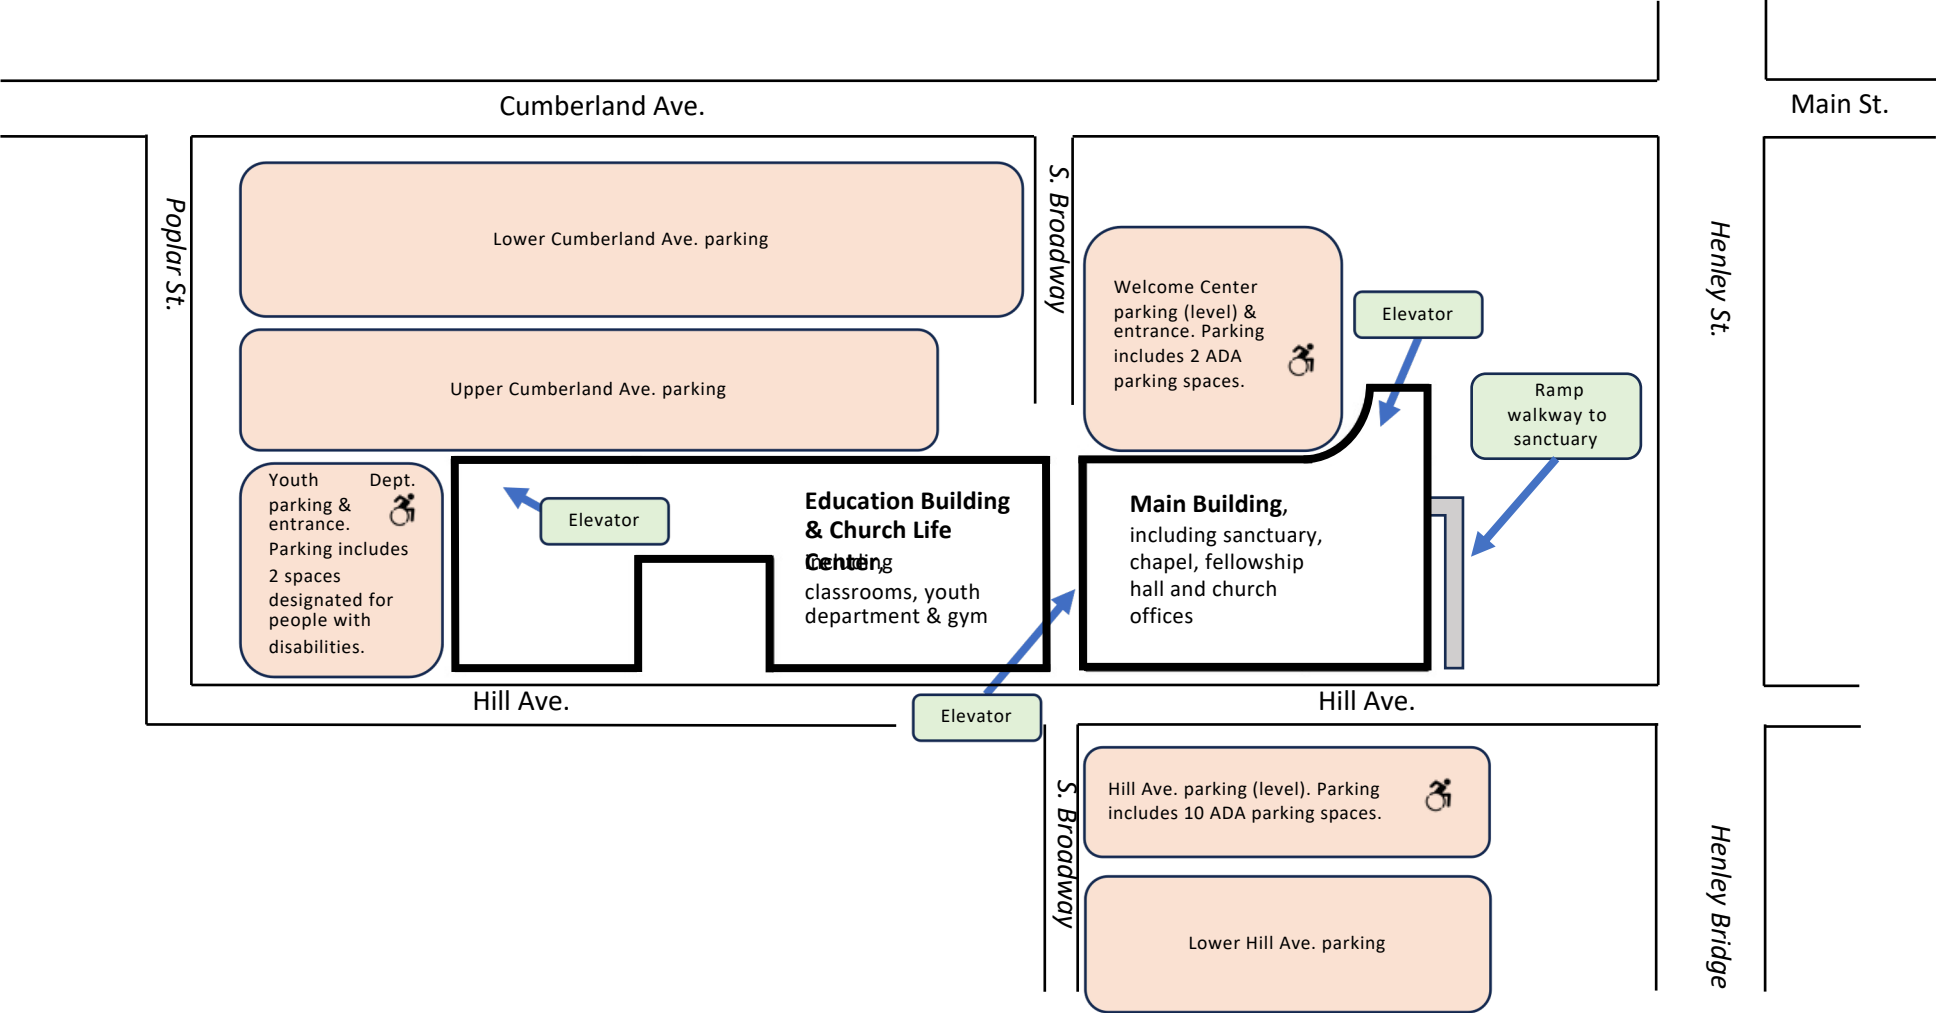 Cumberland Ave.
Main St.
Poplar St.
S. Broadway
Henley St.
Lower Cumberland Ave. parking
Upper Cumberland Ave. parking
Welcome Center
parking (level) &
entrance. Parking
includes 2 ADA
parking spaces.
Elevator
Ramp
walkway to
sanctuary
Youth Dept.
parking &
entrance.
Parking includes
2 spaces
designated for
people with
disabilities.
Elevator
Education Building
& Church Life
Center,
including
classrooms, youth
department & gym
Main Building,
including sanctuary,
chapel, fellowship
hall and church
offices
Hill Ave.
Elevator
Hill Ave.
S. Broadway
Hill Ave. parking (level). Parking
includes 10 ADA parking spaces.
Lower Hill Ave. parking
Henley Bridge